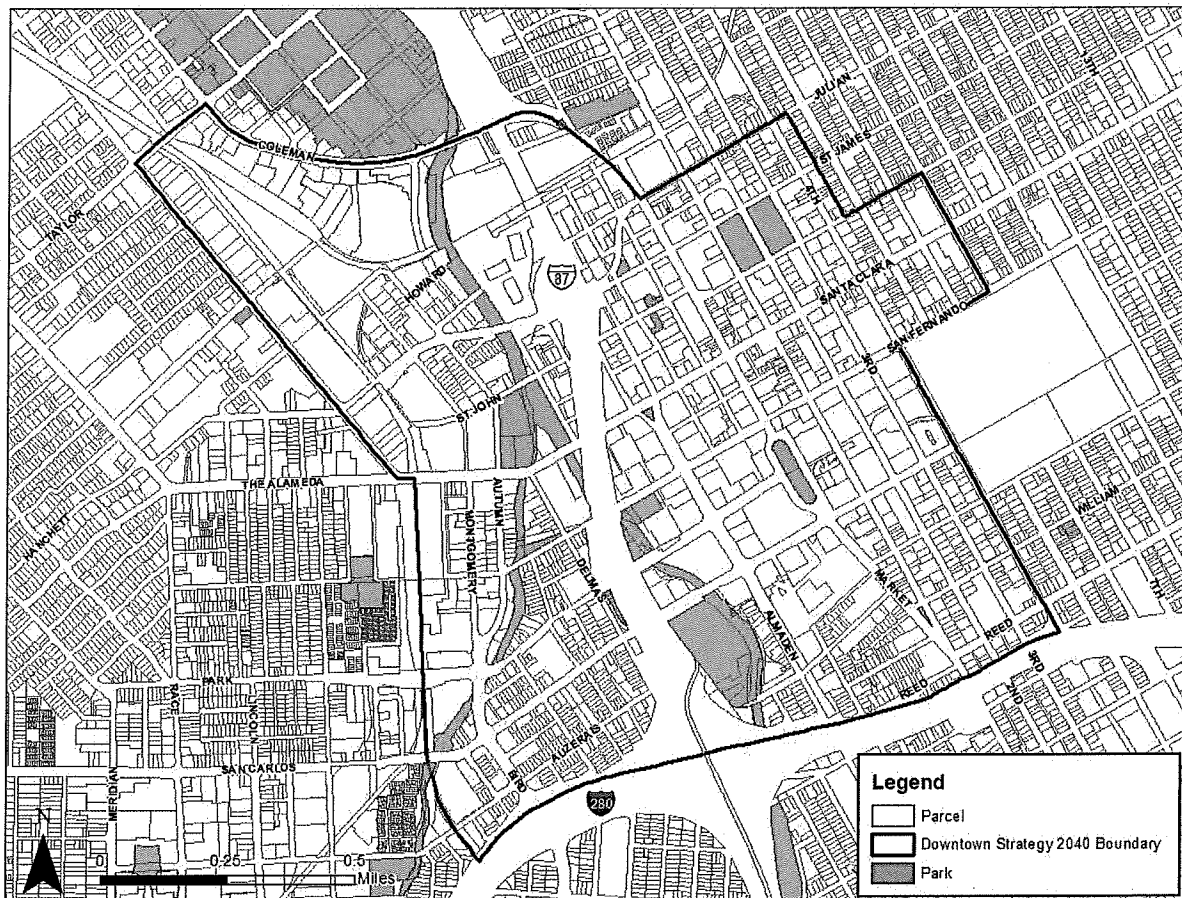 JULIAN
13TH
COLEMAN
ST JAMES
4TH
TAYLOR
HOWARD
87
SANTA CLARA
SAN FERNANDO
3RD
ST JOHN
THE ALAMEDA
AUTUMN
MONTGOMERY
HANCHETT
WILLIAM
DELMAS
MARKET
7TH
ALMADEN
REED
3RD
REED
2ND
PARK
RACE
LINCOLN
AUZERAIS
SAN CARLOS
BIRD
MERIDIAN
280
N
0 0.25 0.5
Miles
Legend
Parcel
Downtown Strategy 2040 Boundary
Park